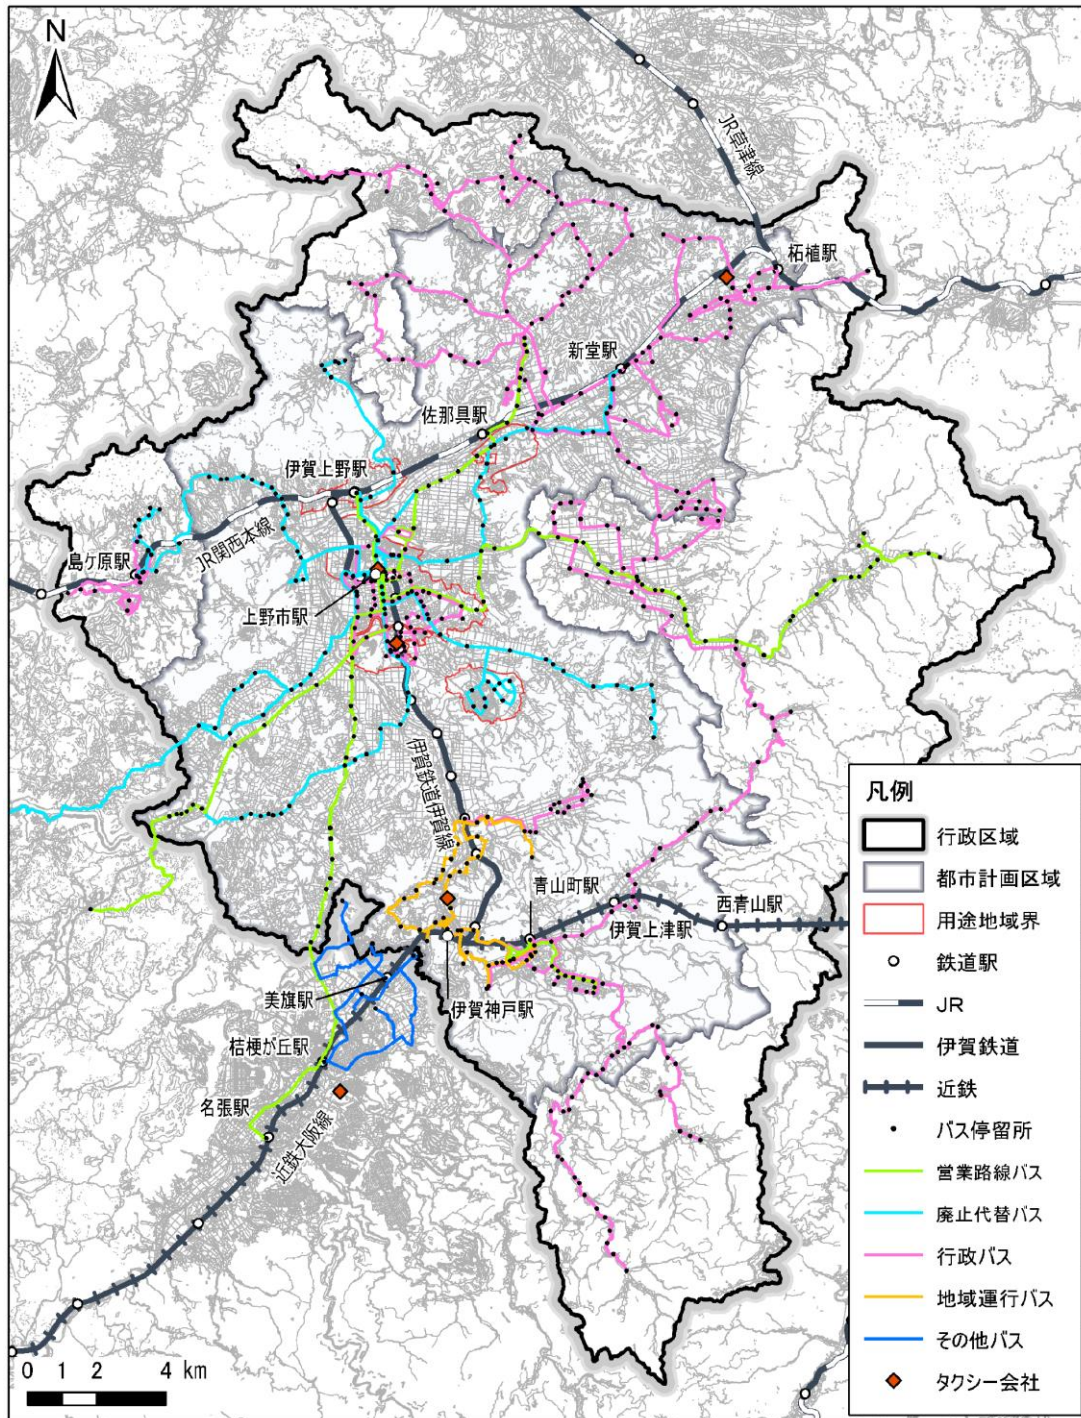 N
JR草津線
柘植駅
新堂駅
佐那具駅
伊賀上野駅
JR関西本線
島ケ原駅
上野市駅
伊賀鉄道伊賀線
青山町駅
西青山駅
伊賀上津駅
美旗駅
伊賀神戸駅
桔梗が丘駅
名張駅
近鉄大阪線
0 1 2 4 km
凡例
行政区域
都市計画区域
用途地域界
鉄道駅
JR
伊賀鉄道
近鉄
バス停留所
営業路線バス
廃止代替バス
行政バス
地域運行バス
その他バス
タクシー会社